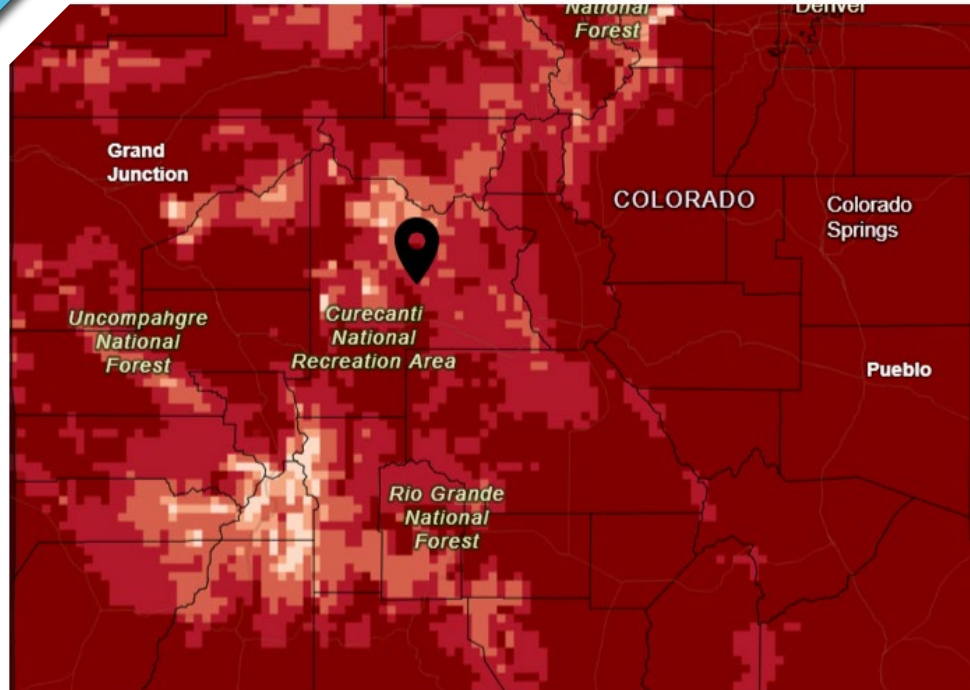 National
Forest
Denver
Grand
Junction
COLORADO
Colorado
Springs
Uncompahgre
National
Forest
Curecanti
National
Recreation Area
Pueblo
Rio Grande
National
Forest